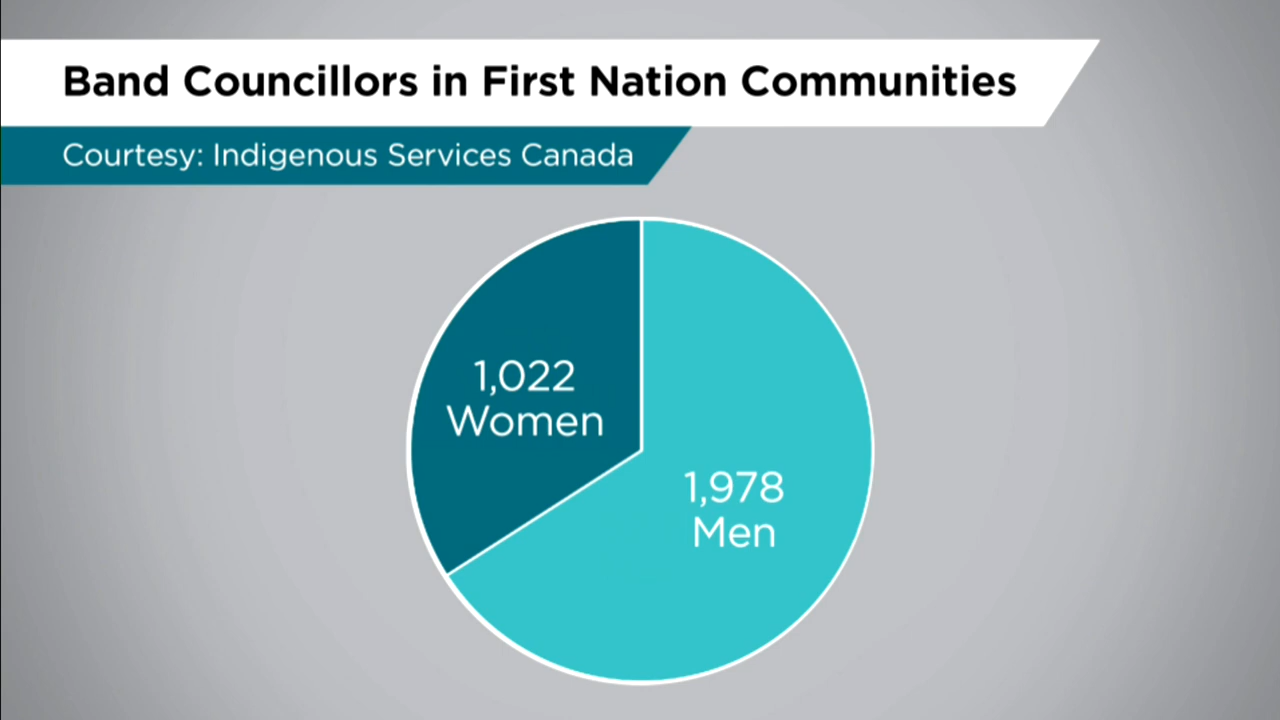 Band Councillors in First Nation Communities
Courtesy: Indigenous Services Canada
1,022
Women
1,978
Men